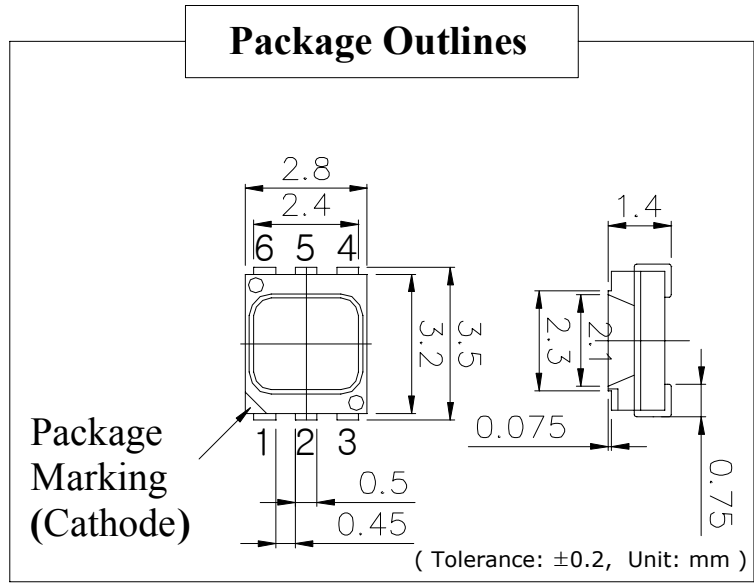 Package Outlines
2.8
2.4
1.4
6 5 4
3.2
3.5
2.3
2.1
0.075
1 2 3
Package
Marking
(Cathode)
0.5
0.45
0.75
( Tolerance: ±0.2, Unit: mm )